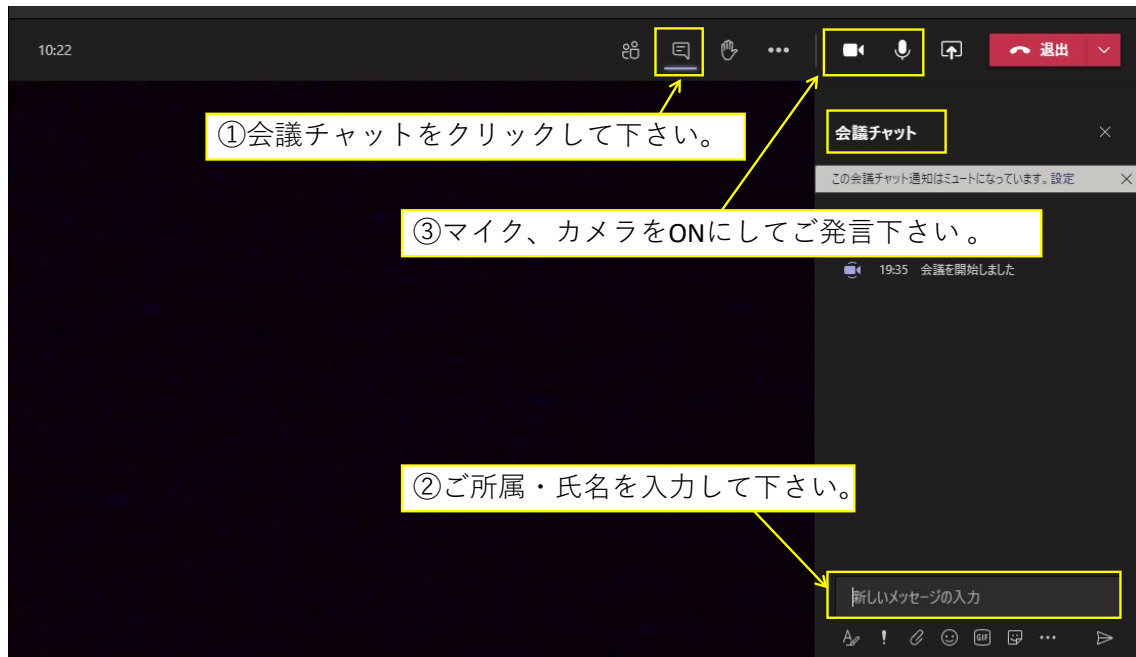 10:22
退出
①会議チャットをクリックして下さい。
会議チャット
この会議チャット通知はミュートになっています。設定
③マイク、カメラをONにしてご発言下さい。
19:35 会議を開始しました
②ご所属・氏名を入力して下さい。
新しいメッセージの入力
GIF